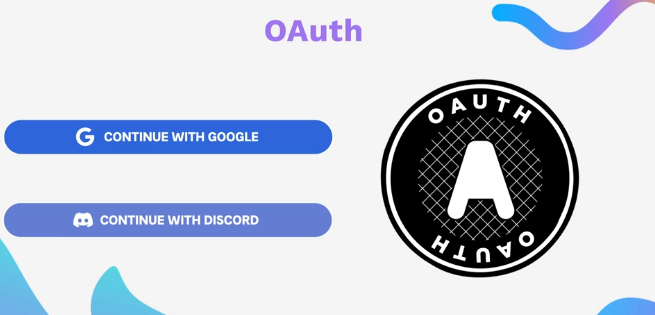 OAuth
CONTINUE WITH GOOGLE
CONTINUE WITH DISCORD
OAUTH
A
OAUTH